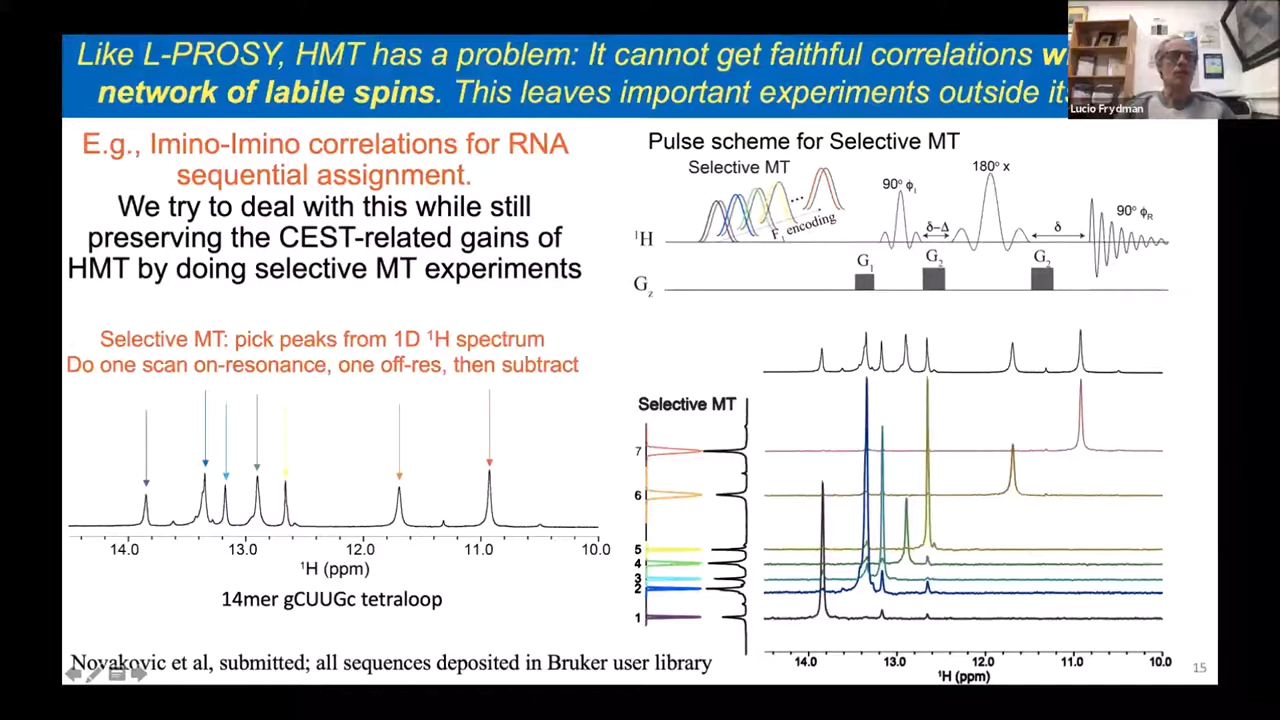 Like L-PROSY, HMT has a problem: It cannot get faithful correlations
network of labile spins. This leaves important experiments outside
Lucio Frydman
E.g., Imino-Imino correlations for RNA
sequential assignment.
We try to deal with this while still
preserving the CEST-related gains of
HMT by doing selective MT experiments
Selective MT: pick peaks from 1D ¹H spectrum
Do one scan on-resonance, one off-res, then subtract
14.0 13.0 12.0 11.0 10.0
¹H (ppm)
14mer gCUUGc tetraloop
Pulse scheme for Selective MT
Selective MT
...
F₁ encoding
90° ϕ₁
180° x
90° ϕR
δ–Δ
δ
¹H
G₁
G₂
G₂
Gz
Selective MT
7
6
5
4
3
2
1
14.0 13.0 12.0 11.0 10.0
¹H (ppm)
Novakovic et al, submitted; all sequences deposited in Bruker user library
15